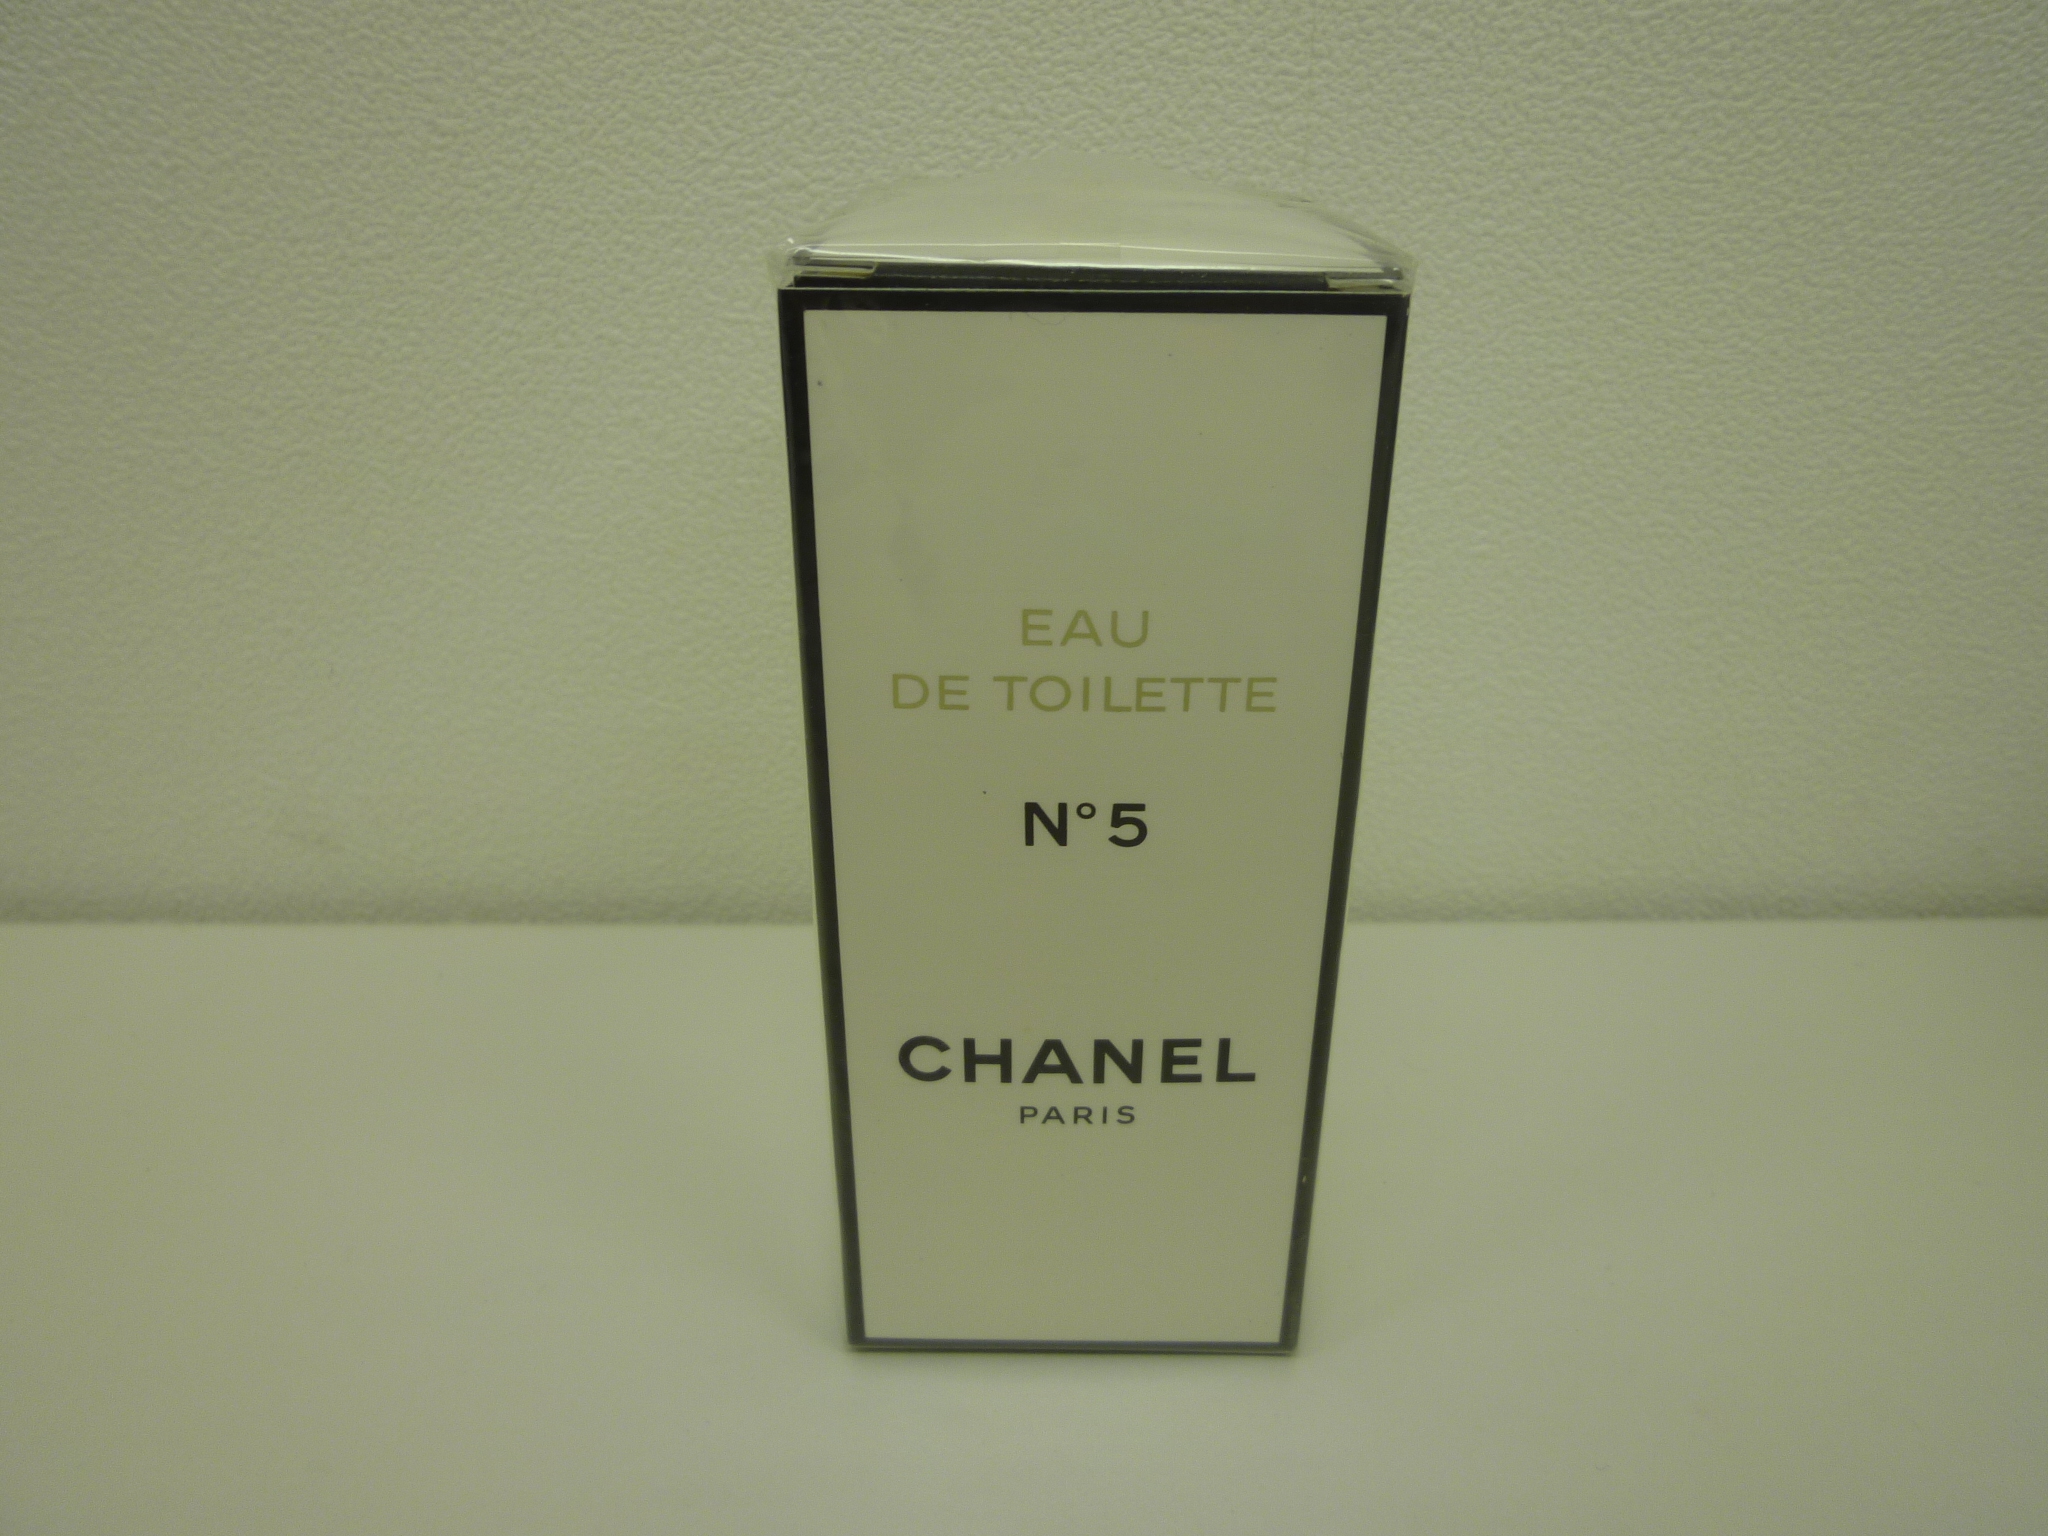 EAU
DE TOILETTE
N° 5
CHANEL
PARIS